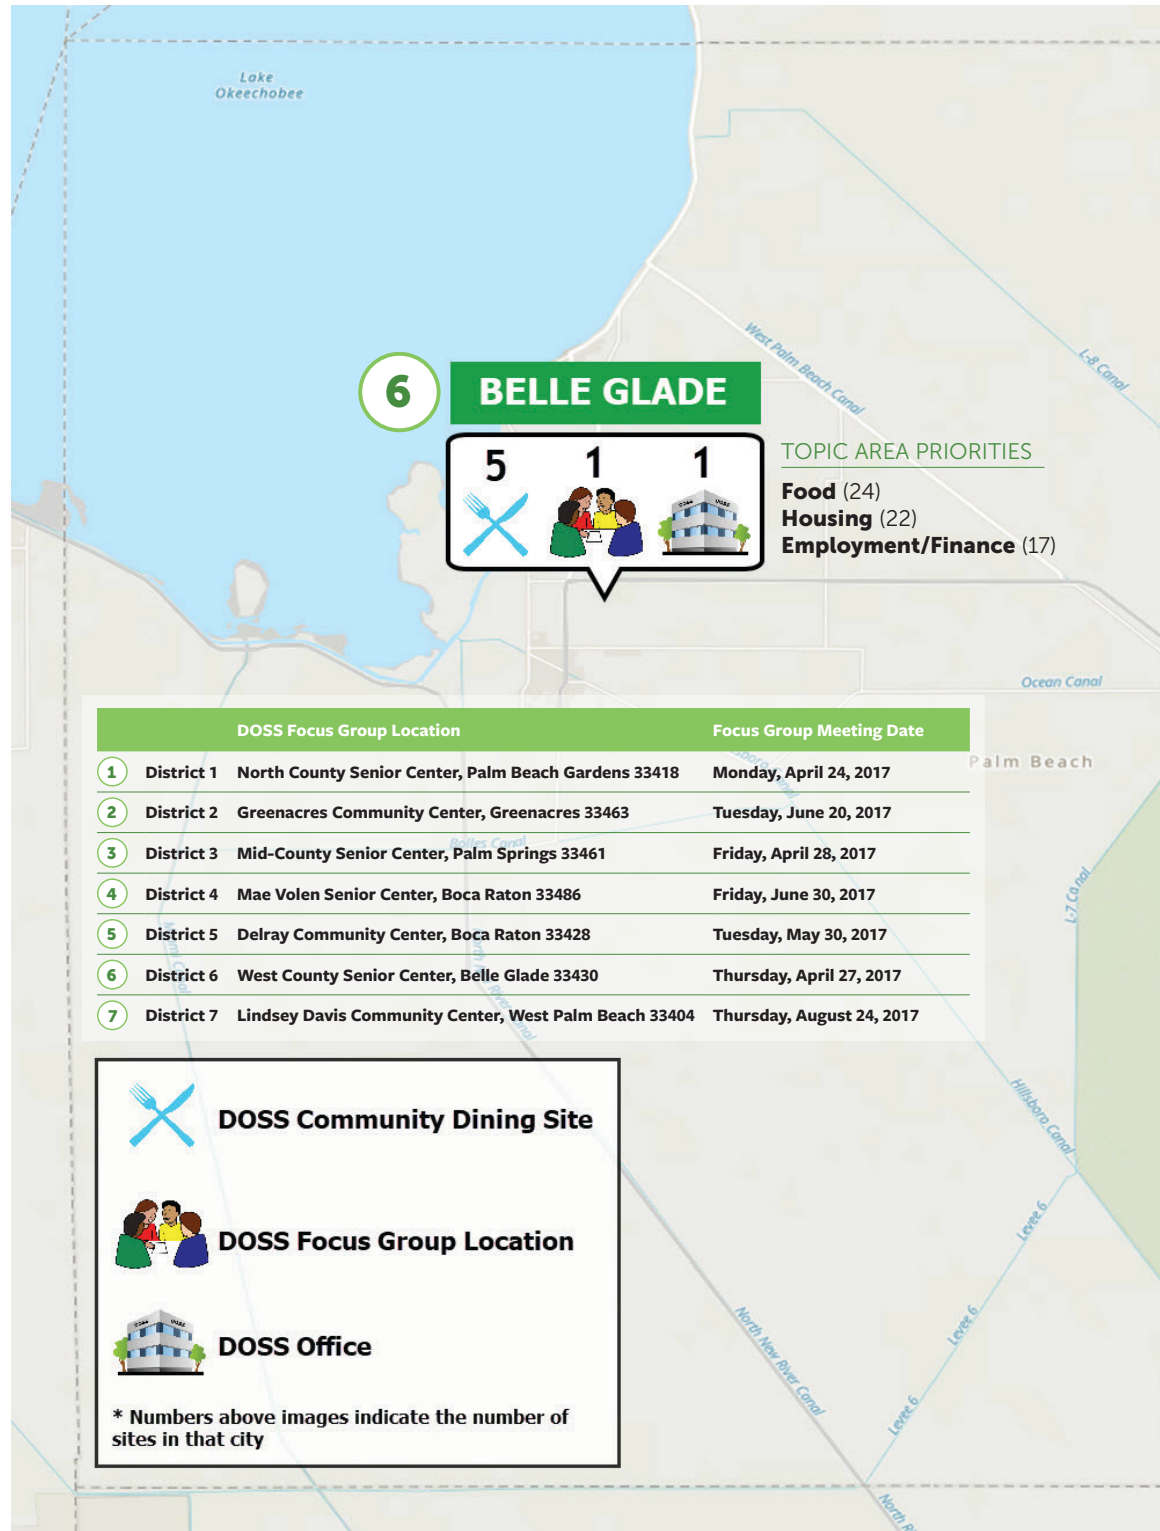 Lake
Okeechobee
West Palm Beach Canal
L-8 Canal
6
BELLE GLADE
5 1 1
TOPIC AREA PRIORITIES
Food (24)
Housing (22)
Employment/Finance (17)
Ocean Canal
Palm Beach
DOSS Focus Group Location Focus Group Meeting Date
1 District 1 North County Senior Center, Palm Beach Gardens 33418 Monday, April 24, 2017
2 District 2 Greenacres Community Center, Greenacres 33463 Tuesday, June 20, 2017
3 District 3 Mid-County Senior Center, Palm Springs 33461 Friday, April 28, 2017
4 District 4 Mae Volen Senior Center, Boca Raton 33486 Friday, June 30, 2017
5 District 5 Delray Community Center, Boca Raton 33428 Tuesday, May 30, 2017
6 District 6 West County Senior Center, Belle Glade 33430 Thursday, April 27, 2017
7 District 7 Lindsey Davis Community Center, West Palm Beach 33404 Thursday, August 24, 2017
Bolles Canal
L-7 Canal
DOSS Community Dining Site
DOSS Focus Group Location
DOSS Office
* Numbers above images indicate the number of
sites in that city
Hillsboro Canal
Levee 6
Levee 6
Levee 6
North New River Canal
North